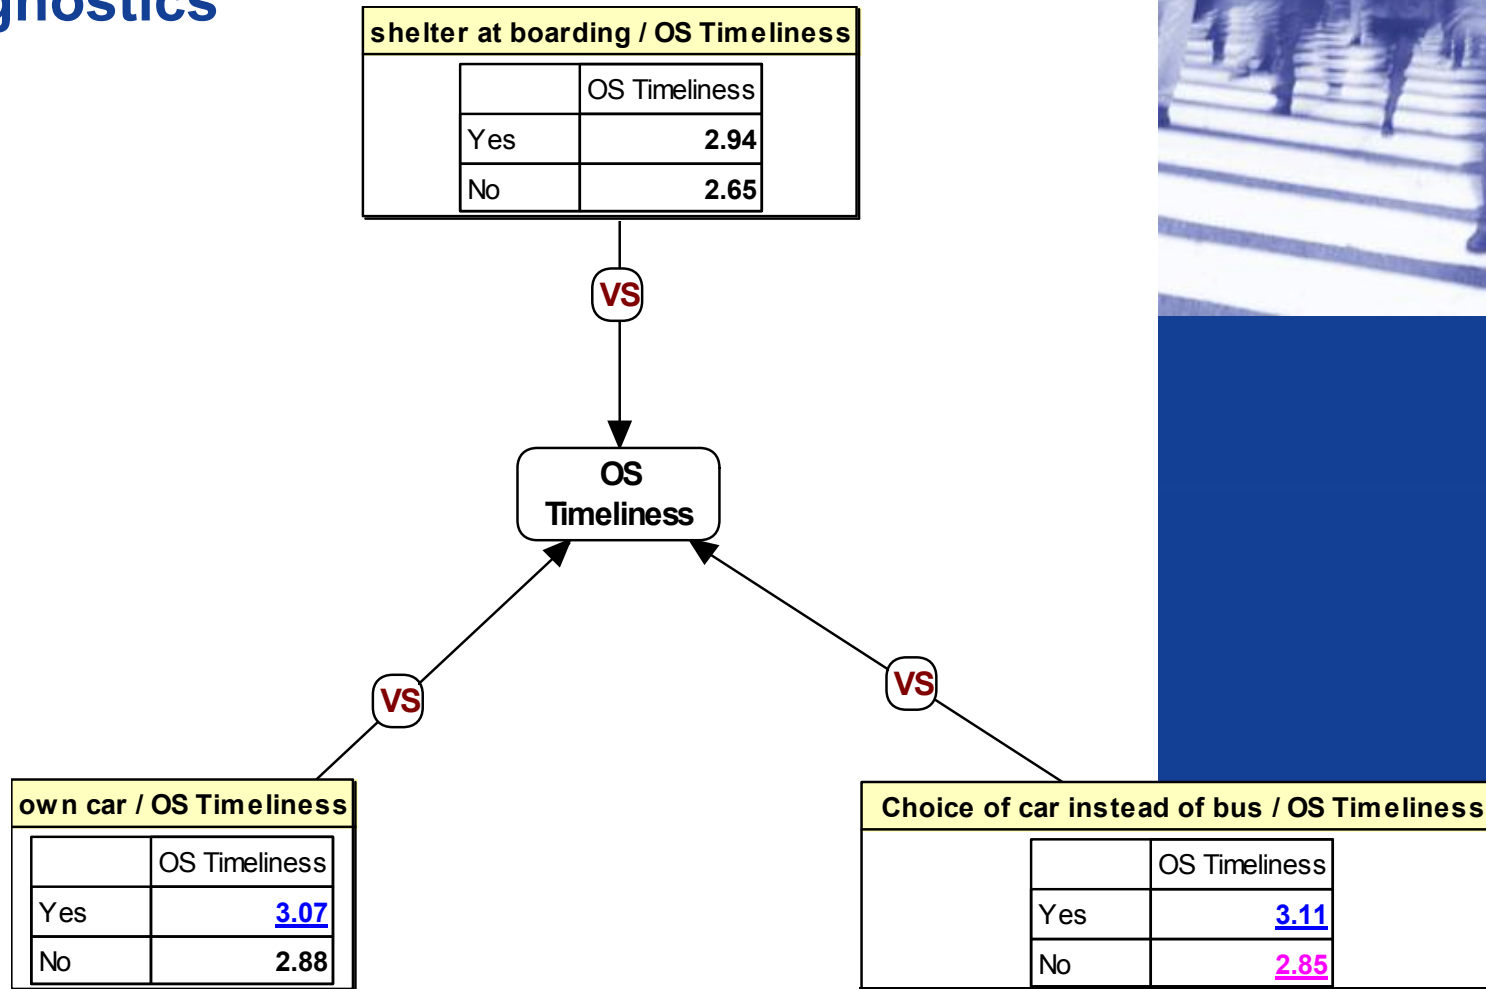 shelter at boarding / OS Timeliness
OS Timeliness
Yes 2.94
No 2.65
VS
OS
Timeliness
VS
VS
own car / OS Timeliness
OS Timeliness
Yes 3.07
No 2.88
Choice of car instead of bus / OS Timeliness
OS Timeliness
Yes 3.11
No 2.85